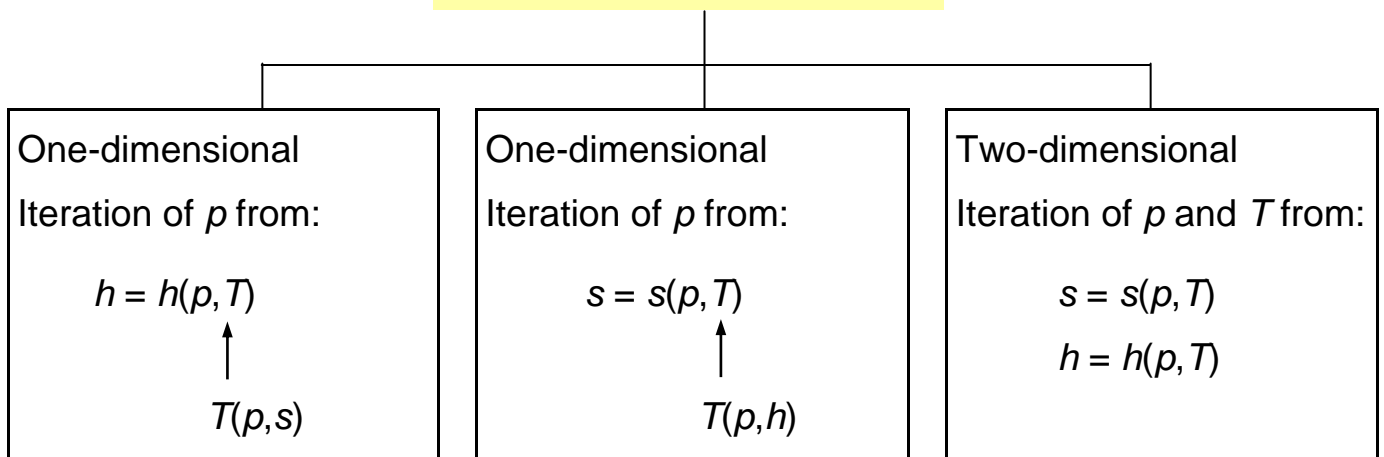 One-dimensional
Iteration of p from:
h = h(p,T)
T(p,s)
One-dimensional
Iteration of p from:
s = s(p,T)
T(p,h)
Two-dimensional
Iteration of p and T from:
s = s(p,T)
h = h(p,T)